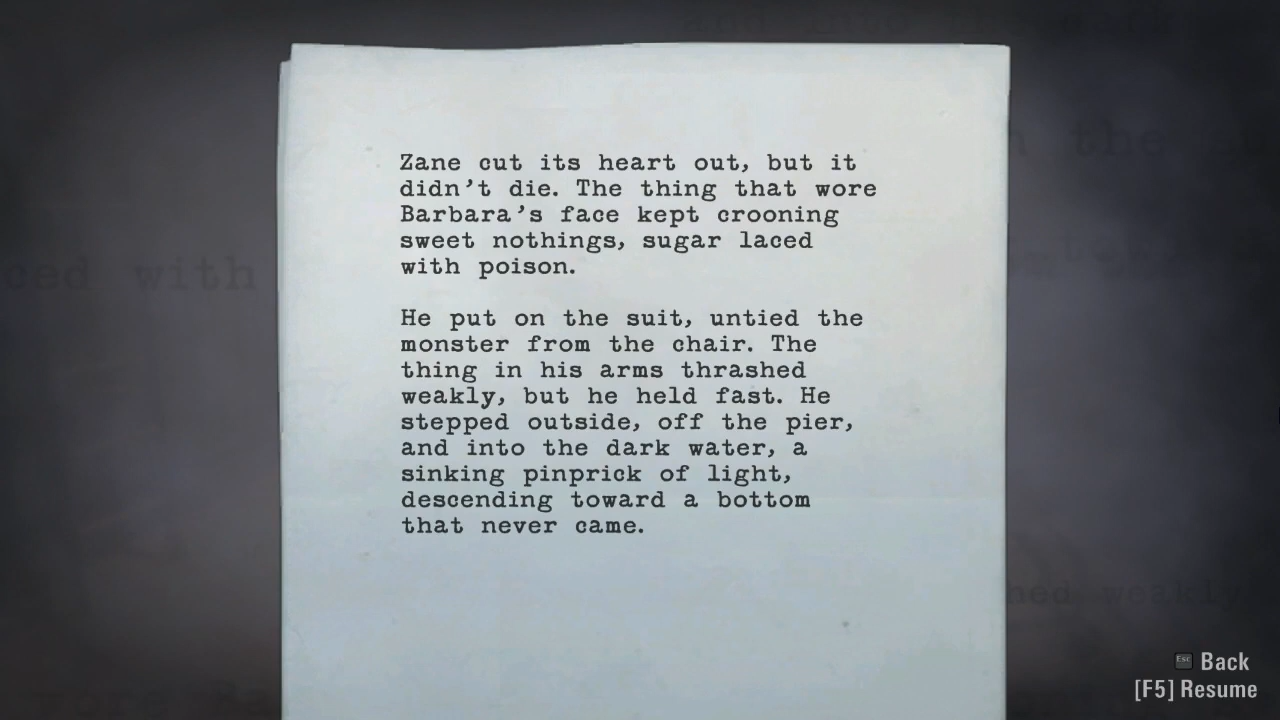 Zane cut its heart out, but it
didn't die. The thing that wore
Barbara's face kept crooning
sweet nothings, sugar laced
with poison.
He put on the suit, untied the
monster from the chair. The
thing in his arms thrashed
weakly, but he held fast. He
stepped outside, off the pier,
and into the dark water, a
sinking pinprick of light,
descending toward a bottom
that never came.
Esc Back
[F5] Resume